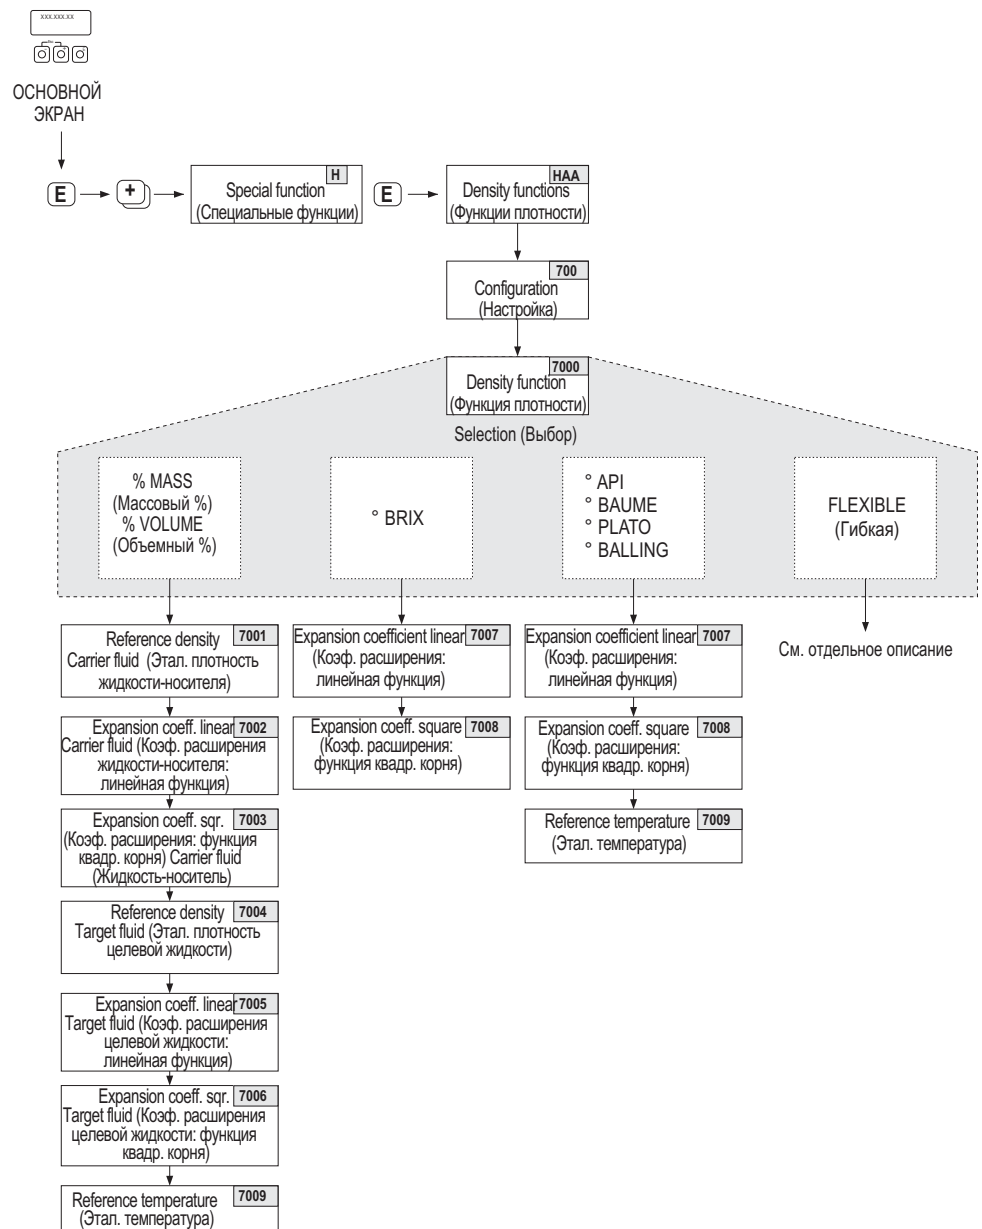 XXX.XXX.XX
Esc
ОСНОВНОЙ
ЭКРАН
E
+
H
Special function
(Специальные функции)
E
HAA
Density functions
(Функции плотности)
700
Configuration
(Настройка)
7000
Density function
(Функция плотности)
Selection (Выбор)
% MASS
(Массовый %)
% VOLUME
(Объемный %)
° BRIX
° API
° BAUME
° PLATO
° BALLING
FLEXIBLE
(Гибкая)
Reference density 7001
Carrier fluid (Этал. плотность
жидкости-носителя)
Expansion coeff. linear 7002
Carrier fluid (Коэф. расширения
жидкости-носителя:
линейная функция)
Expansion coeff. sqr. 7003
(Коэф. расширения: функция
квадр. корня) Carrier fluid
(Жидкость-носитель)
Reference density 7004
Target fluid (Этал. плотность
целевой жидкости)
Expansion coeff. linear 7005
Target fluid (Коэф. расширения
целевой жидкости:
линейная функция)
Expansion coeff. sqr. 7006
Target fluid (Коэф. расширения
целевой жидкости: функция
квадр. корня)
Reference temperature 7009
(Этал. температура)
Expansion coefficient linear 7007
(Коэф. расширения:
линейная функция)
Expansion coeff. square 7008
(Коэф. расширения:
функция квадр. корня)
Expansion coefficient linear 7007
(Коэф. расширения:
линейная функция)
Expansion coeff. square 7008
(Коэф. расширения:
функция квадр. корня)
Reference temperature 7009
(Этал. температура)
См. отдельное описание